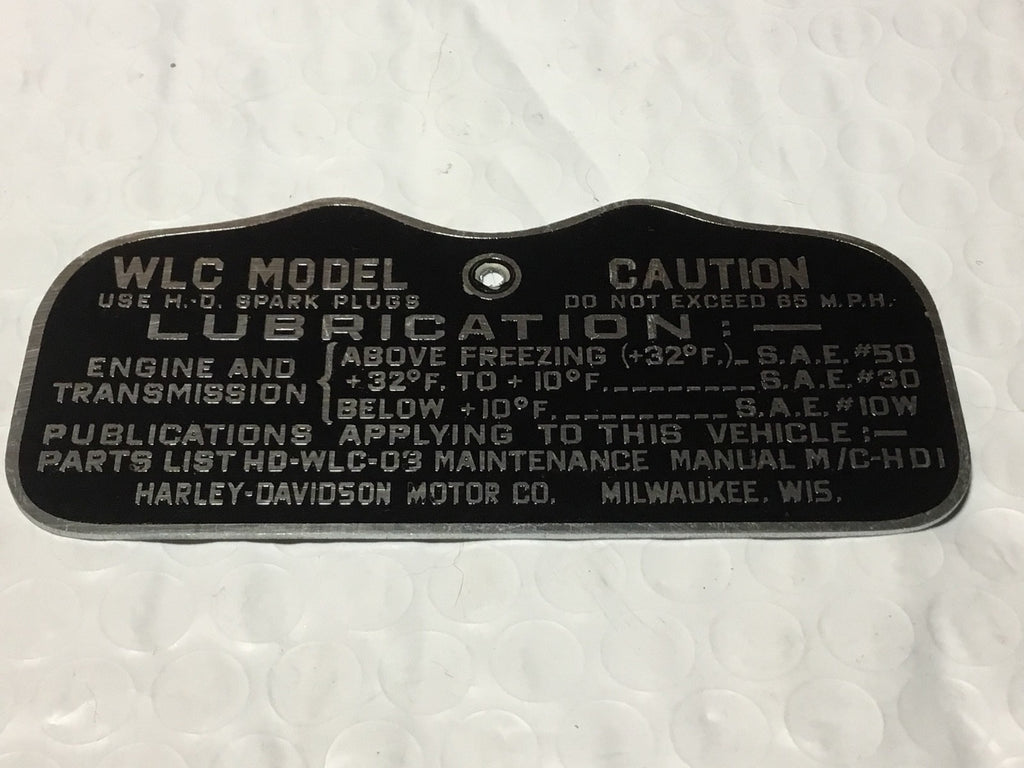 WLC MODEL CAUTION
USE H.-D. SPARK PLUGS DO NOT EXCEED 65 M.P.H.
LUBRICATION:—
ENGINE AND TRANSMISSION
ABOVE FREEZING (+32°F.)_ S.A.E. #50
+32°F. TO +10°F._________S.A.E. #30
BELOW +10°F.__________ S.A.E. #10W
PUBLICATIONS APPLYING TO THIS VEHICLE:—
PARTS LIST HD-WLC-03 MAINTENANCE MANUAL M/C-HD1
HARLEY-DAVIDSON MOTOR CO. MILWAUKEE. WIS.